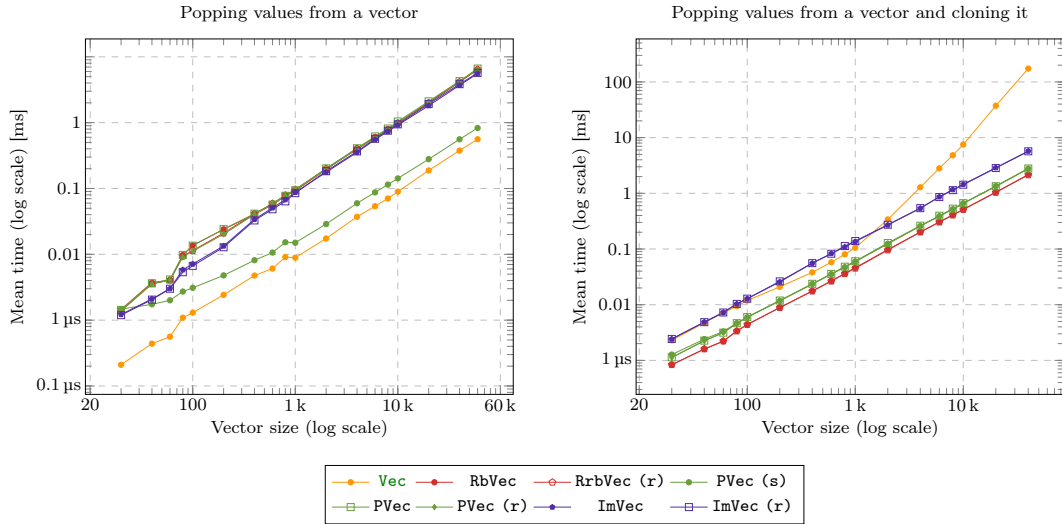 Popping values from a vector
Mean time (log scale) [ms]
1
0.1
0.01
1 µs
0.1 µs
20
100
1 k
10 k
60 k
Vector size (log scale)
Popping values from a vector and cloning it
Mean time (log scale) [ms]
100
10
1
0.1
0.01
1 µs
20
100
1 k
10 k
Vector size (log scale)
Vec RbVec RrbVec (r) PVec (s)
PVec PVec (r) ImVec ImVec (r)